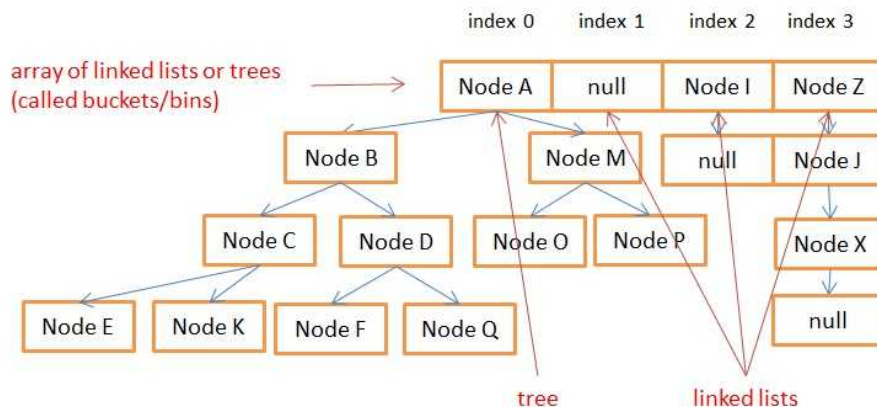 index 0 index 1 index 2 index 3
array of linked lists or trees
(called buckets/bins)
Node A null Node I Node Z
Node B Node M null Node J
Node C Node D Node O Node P Node X
Node E Node K Node F Node Q null
tree linked lists